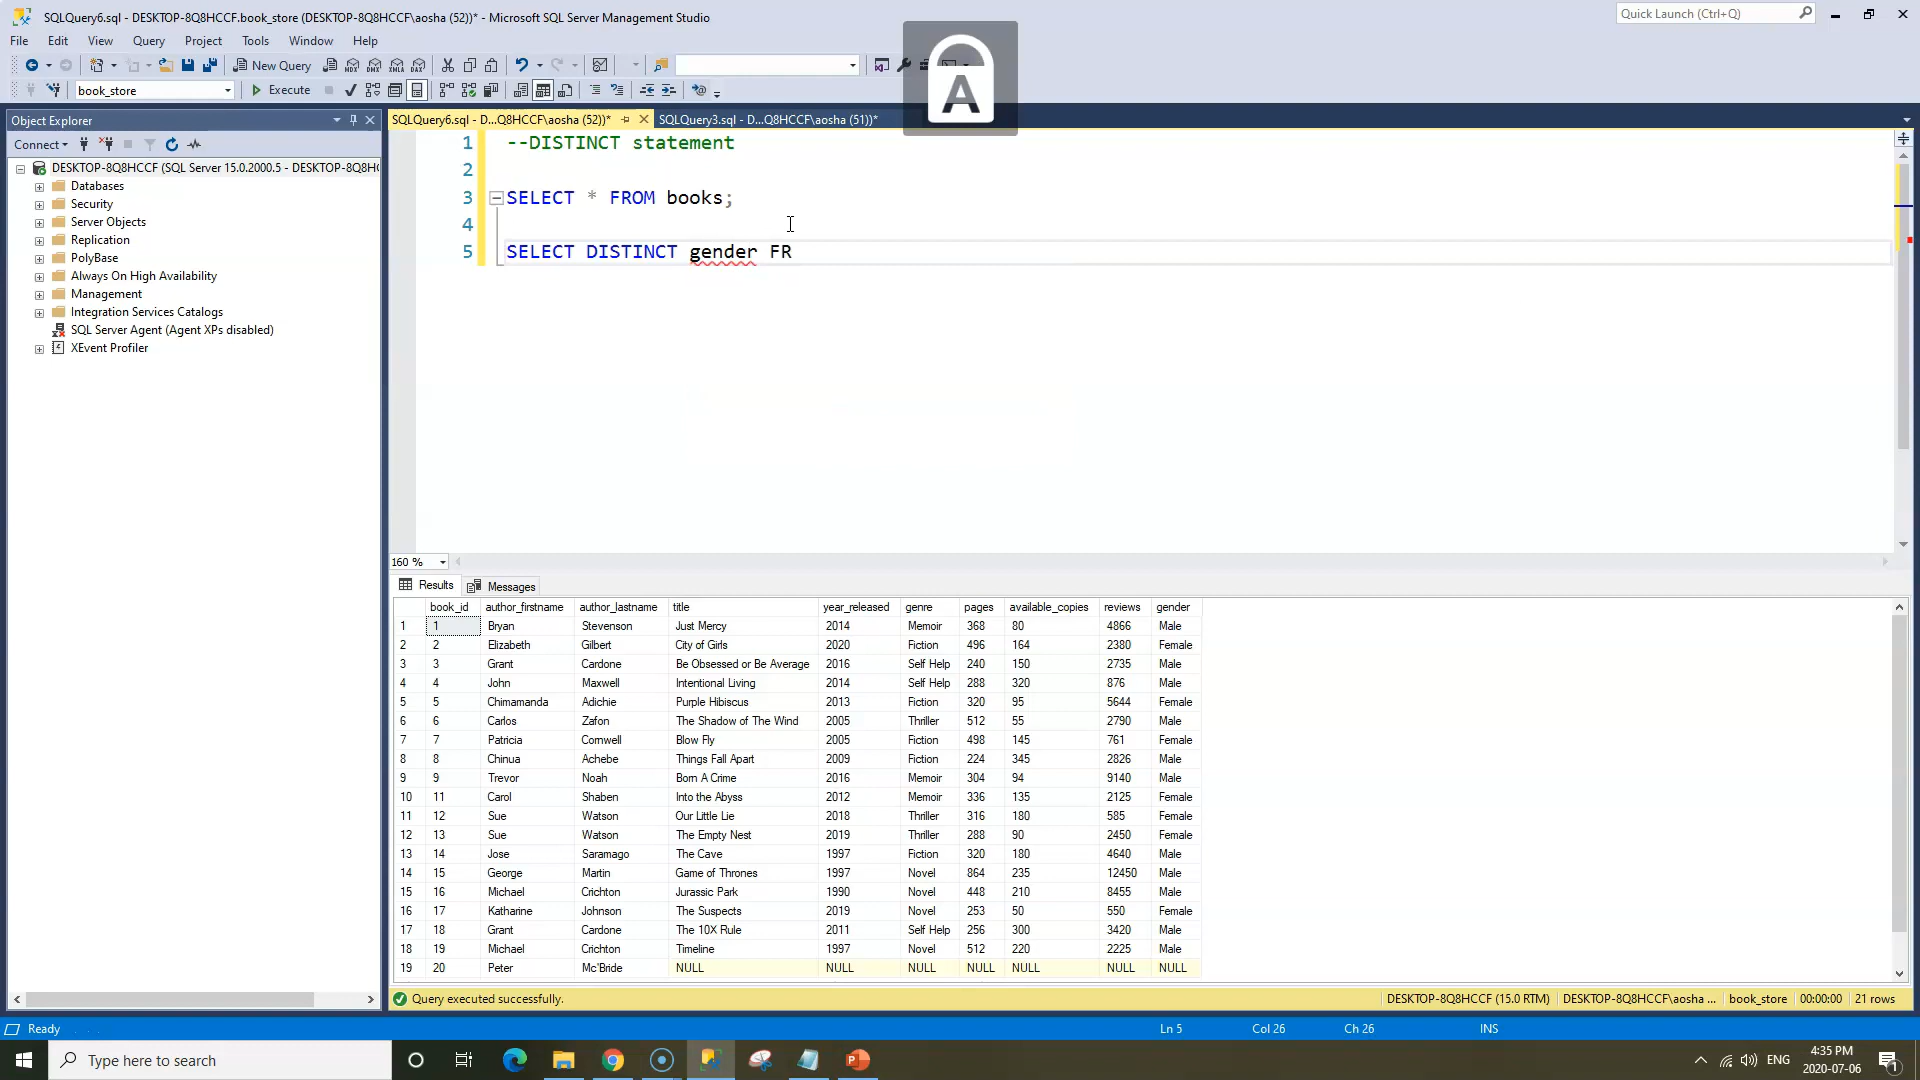 SQLQuery6.sql - DESKTOP-8Q8HCCF.book_store (DESKTOP-8Q8HCCF\aosha (52))* - Microsoft SQL Server Management Studio
Quick Launch (Ctrl+Q)
File Edit View Query Project Tools Window Help
New Query
book_store
Execute
A
Object Explorer
Connect
DESKTOP-8Q8HCCF (SQL Server 15.0.2000.5 - DESKTOP-8Q8H
Databases
Security
Server Objects
Replication
PolyBase
Always On High Availability
Management
Integration Services Catalogs
SQL Server Agent (Agent XPs disabled)
XEvent Profiler
SQLQuery6.sql - D...Q8HCCF\aosha (52))*
SQLQuery3.sql - D...Q8HCCF\aosha (51))*
1 --DISTINCT statement
2
3 SELECT * FROM books;
4
5 SELECT DISTINCT gender FR
160 %
Results Messages
book_id author_firstname author_lastname title year_released genre pages available_copies reviews gender
1 1 Bryan Stevenson Just Mercy 2014 Memoir 368 80 4866 Male
2 2 Elizabeth Gilbert City of Girls 2020 Fiction 496 164 2380 Female
3 3 Grant Cardone Be Obsessed or Be Average 2016 Self Help 240 150 2735 Male
4 4 John Maxwell Intentional Living 2014 Self Help 288 320 876 Male
5 5 Chimamanda Adichie Purple Hibiscus 2013 Fiction 320 95 5644 Female
6 6 Carlos Zafon The Shadow of The Wind 2005 Thriller 512 55 2790 Male
7 7 Patricia Cornwell Blow Fly 2005 Fiction 498 145 761 Female
8 8 Chinua Achebe Things Fall Apart 2009 Fiction 224 345 2826 Male
9 9 Trevor Noah Born A Crime 2016 Memoir 304 94 9140 Male
10 11 Carol Shaben Into the Abyss 2012 Memoir 336 135 2125 Female
11 12 Sue Watson Our Little Lie 2018 Thriller 316 180 585 Female
12 13 Sue Watson The Empty Nest 2019 Thriller 288 90 2450 Female
13 14 Jose Saramago The Cave 1997 Fiction 320 180 4640 Male
14 15 George Martin Game of Thrones 1997 Novel 864 235 12450 Male
15 16 Michael Crichton Jurassic Park 1990 Novel 448 210 8455 Male
16 17 Katharine Johnson The Suspects 2019 Novel 253 50 550 Female
17 18 Grant Cardone The 10X Rule 2011 Self Help 256 300 3420 Male
18 19 Michael Crichton Timeline 1997 Novel 512 220 2225 Male
19 20 Peter Mc'Bride NULL NULL NULL NULL NULL NULL NULL
Query executed successfully.
DESKTOP-8Q8HCCF (15.0 RTM) DESKTOP-8Q8HCCF\aosha ... book_store 00:00:00 21 rows
Ready Ln 5 Col 26 Ch 26 INS
Type here to search
ENG
4:35 PM
2020-07-06